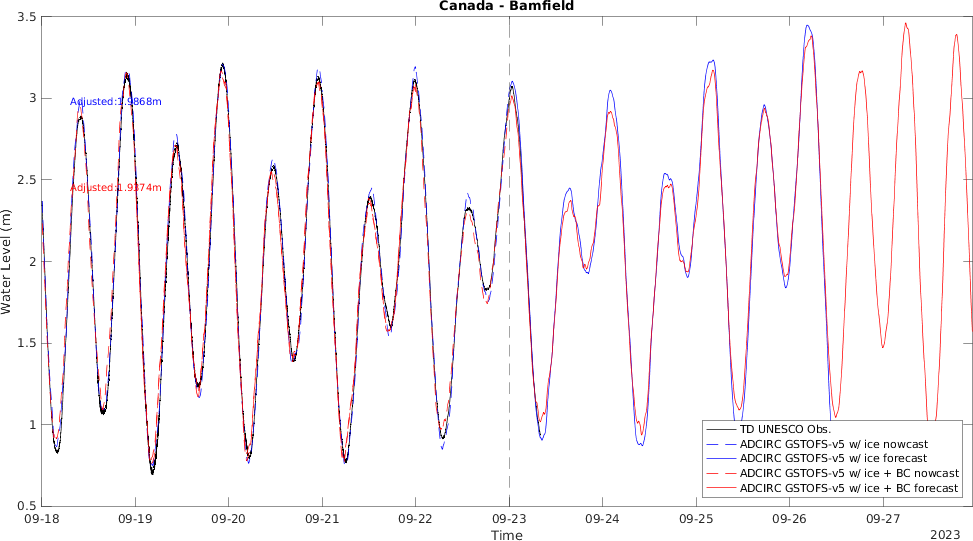 Canada - Bamfield
3.5
3
2.5
2
1.5
1
0.5
Water Level (m)
Adjusted:1.9868m
Adjusted:1.9374m
TD UNESCO Obs.
ADCIRC GSTOFS-v5 w/ ice nowcast
ADCIRC GSTOFS-v5 w/ ice forecast
ADCIRC GSTOFS-v5 w/ ice + BC nowcast
ADCIRC GSTOFS-v5 w/ ice + BC forecast
09-18 09-19 09-20 09-21 09-22 09-23 09-24 09-25 09-26 09-27
Time
2023